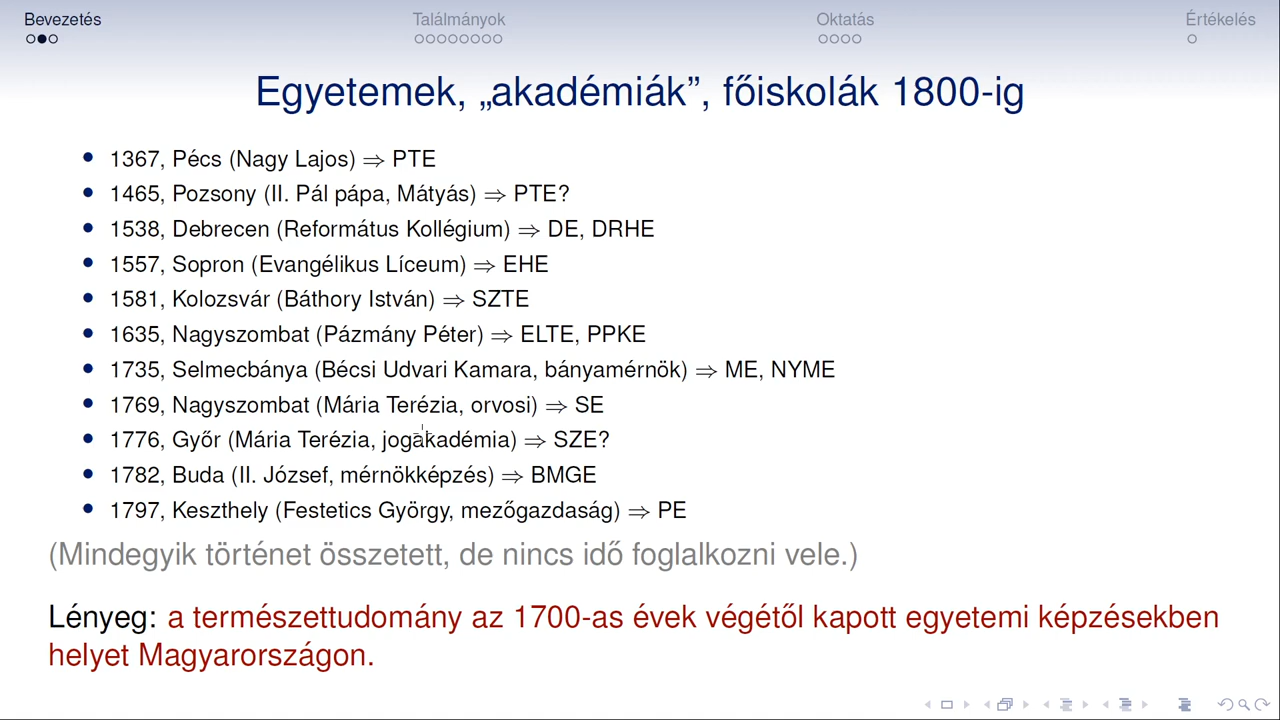 Bevezetés Találmányok Oktatás Értékelés
Egyetemek, „akadémiák”, főiskolák 1800-ig
1367, Pécs (Nagy Lajos) ⇒ PTE
1465, Pozsony (II. Pál pápa, Mátyás) ⇒ PTE?
1538, Debrecen (Református Kollégium) ⇒ DE, DRHE
1557, Sopron (Evangélikus Líceum) ⇒ EHE
1581, Kolozsvár (Báthory István) ⇒ SZTE
1635, Nagyszombat (Pázmány Péter) ⇒ ELTE, PPKE
1735, Selmecbánya (Bécsi Udvari Kamara, bányamérnök) ⇒ ME, NYME
1769, Nagyszombat (Mária Terézia, orvosi) ⇒ SE
1776, Győr (Mária Terézia, jogakadémia) ⇒ SZE?
1782, Buda (II. József, mérnökképzés) ⇒ BMGE
1797, Keszthely (Festetics György, mezőgazdaság) ⇒ PE
(Mindegyik történet összetett, de nincs idő foglalkozni vele.)
Lényeg: a természettudomány az 1700-as évek végétől kapott egyetemi képzésekben
helyet Magyarországon.